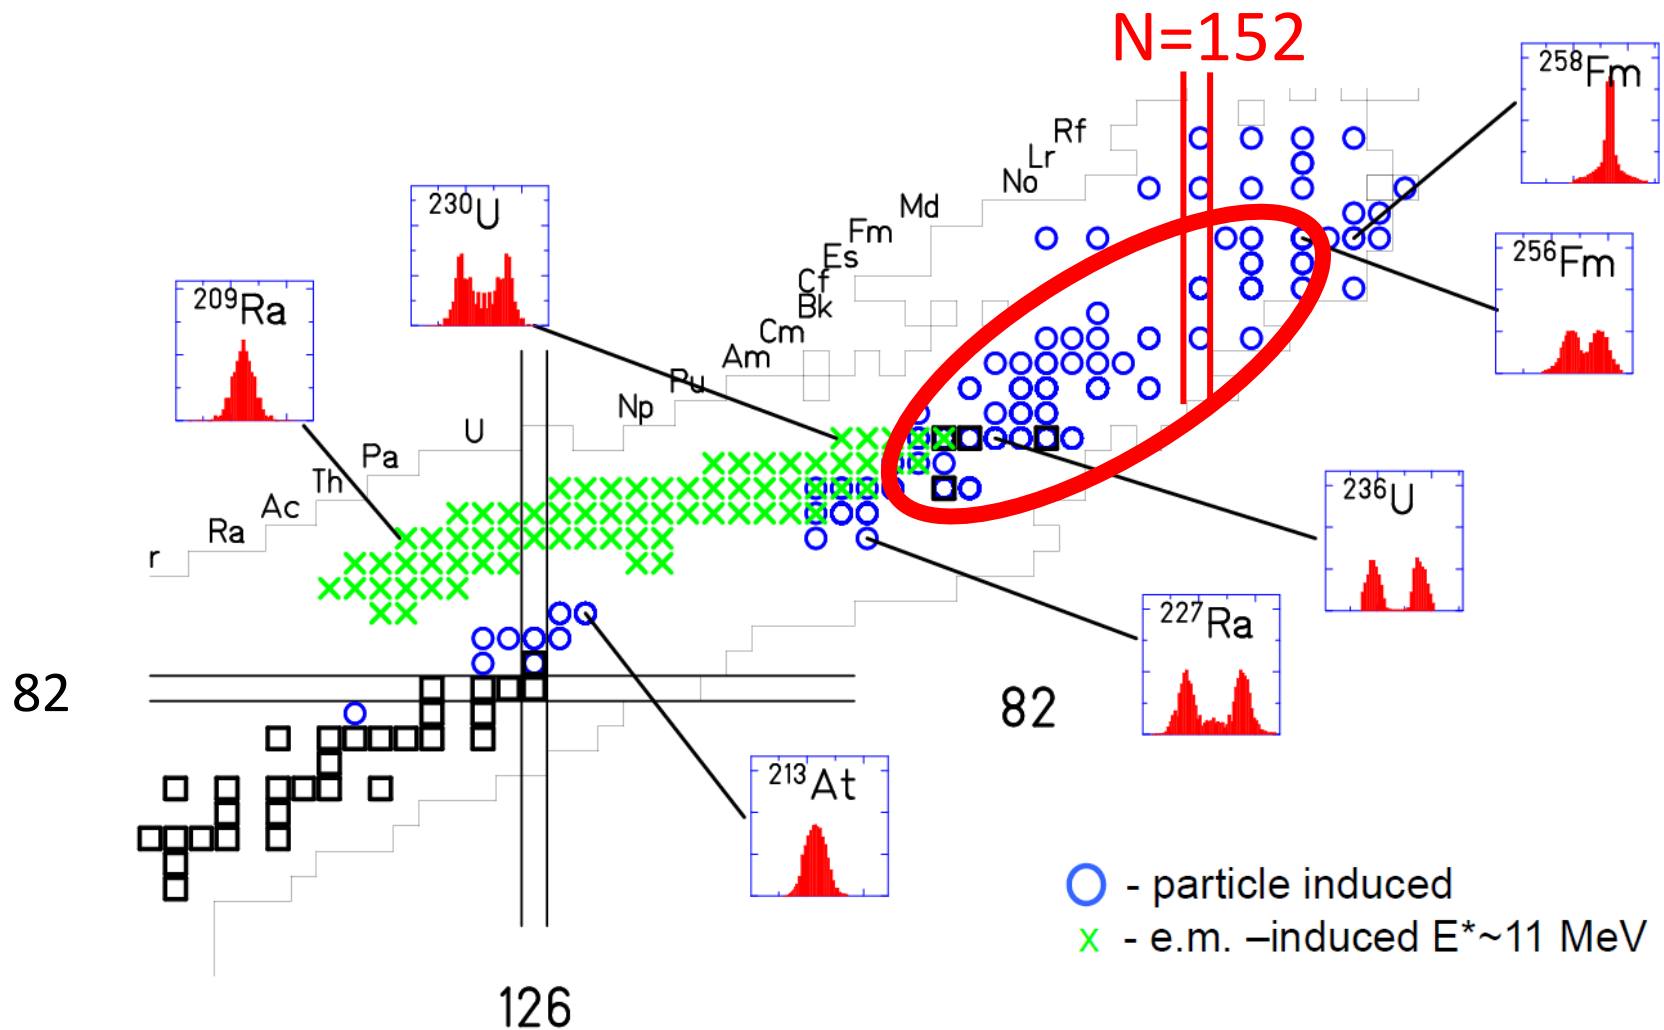 N=152
258Fm
Rf
Lr
No
230U
Md
Fm
Es
Cf
Bk
256Fm
209Ra
Cm
Am
Pu
Np
U
Pa
Th
Ac
Ra
r
236U
227Ra
82
82
213At
- particle induced
x - e.m. –induced E*~11 MeV
126